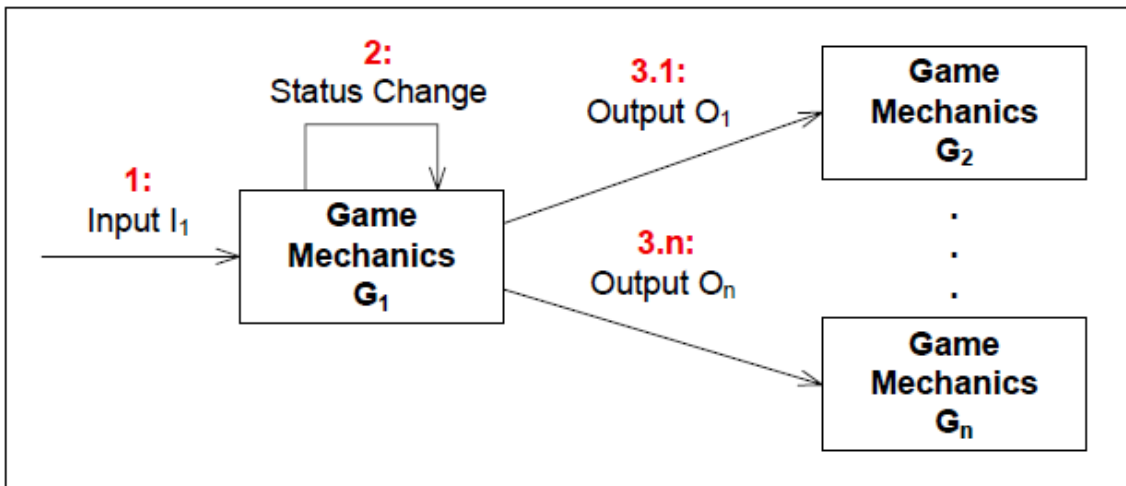 2:
Status Change
3.1:
Output O₁
Game
Mechanics
G₂
1:
Input I₁
Game
Mechanics
G₁
.
.
.
3.n:
Output Oₙ
Game
Mechanics
Gₙ